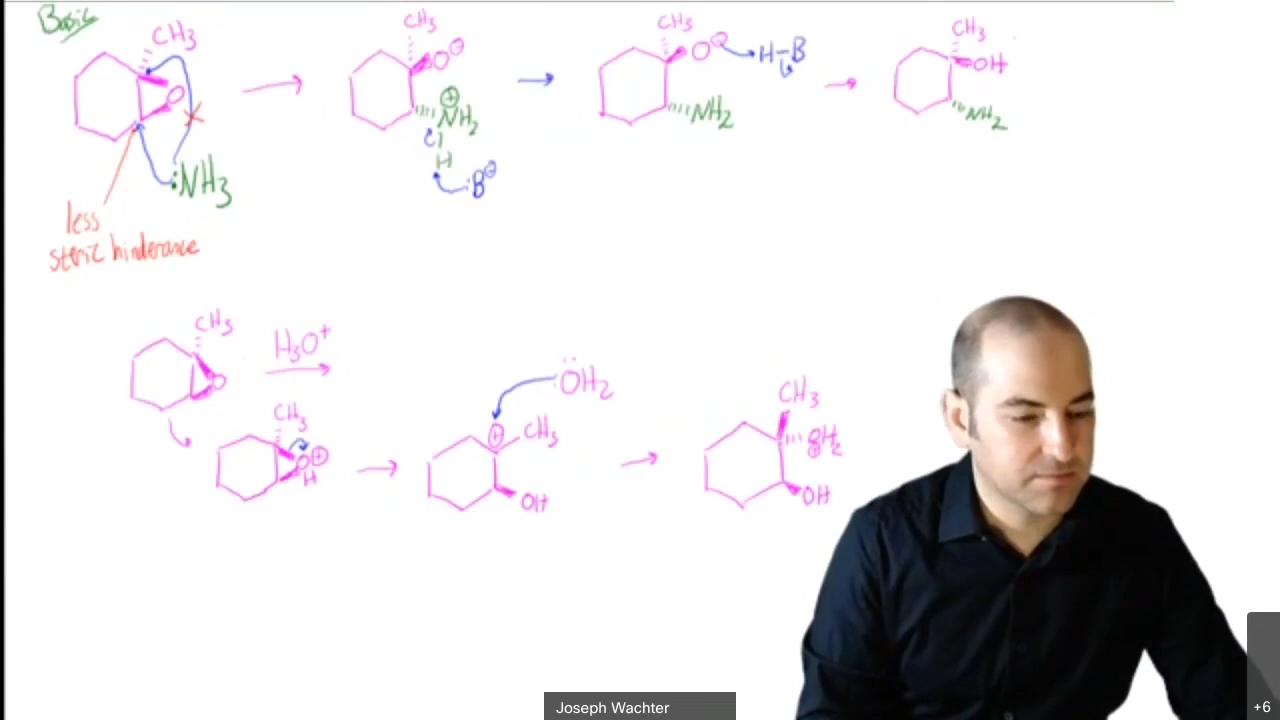 Basic
CH3
O
:NH3
less
steric hinderance
CH3
O⊖
⊕
NH2
H
:B⊖
CH3
O⊖
H-B
NH2
CH3
OH
NH2
CH3
O
H3O+
CH3
O⊕
H
⊕
CH3
OH
:ÖH2
CH3
OH2
⊕
OH
Joseph Wachter
+6